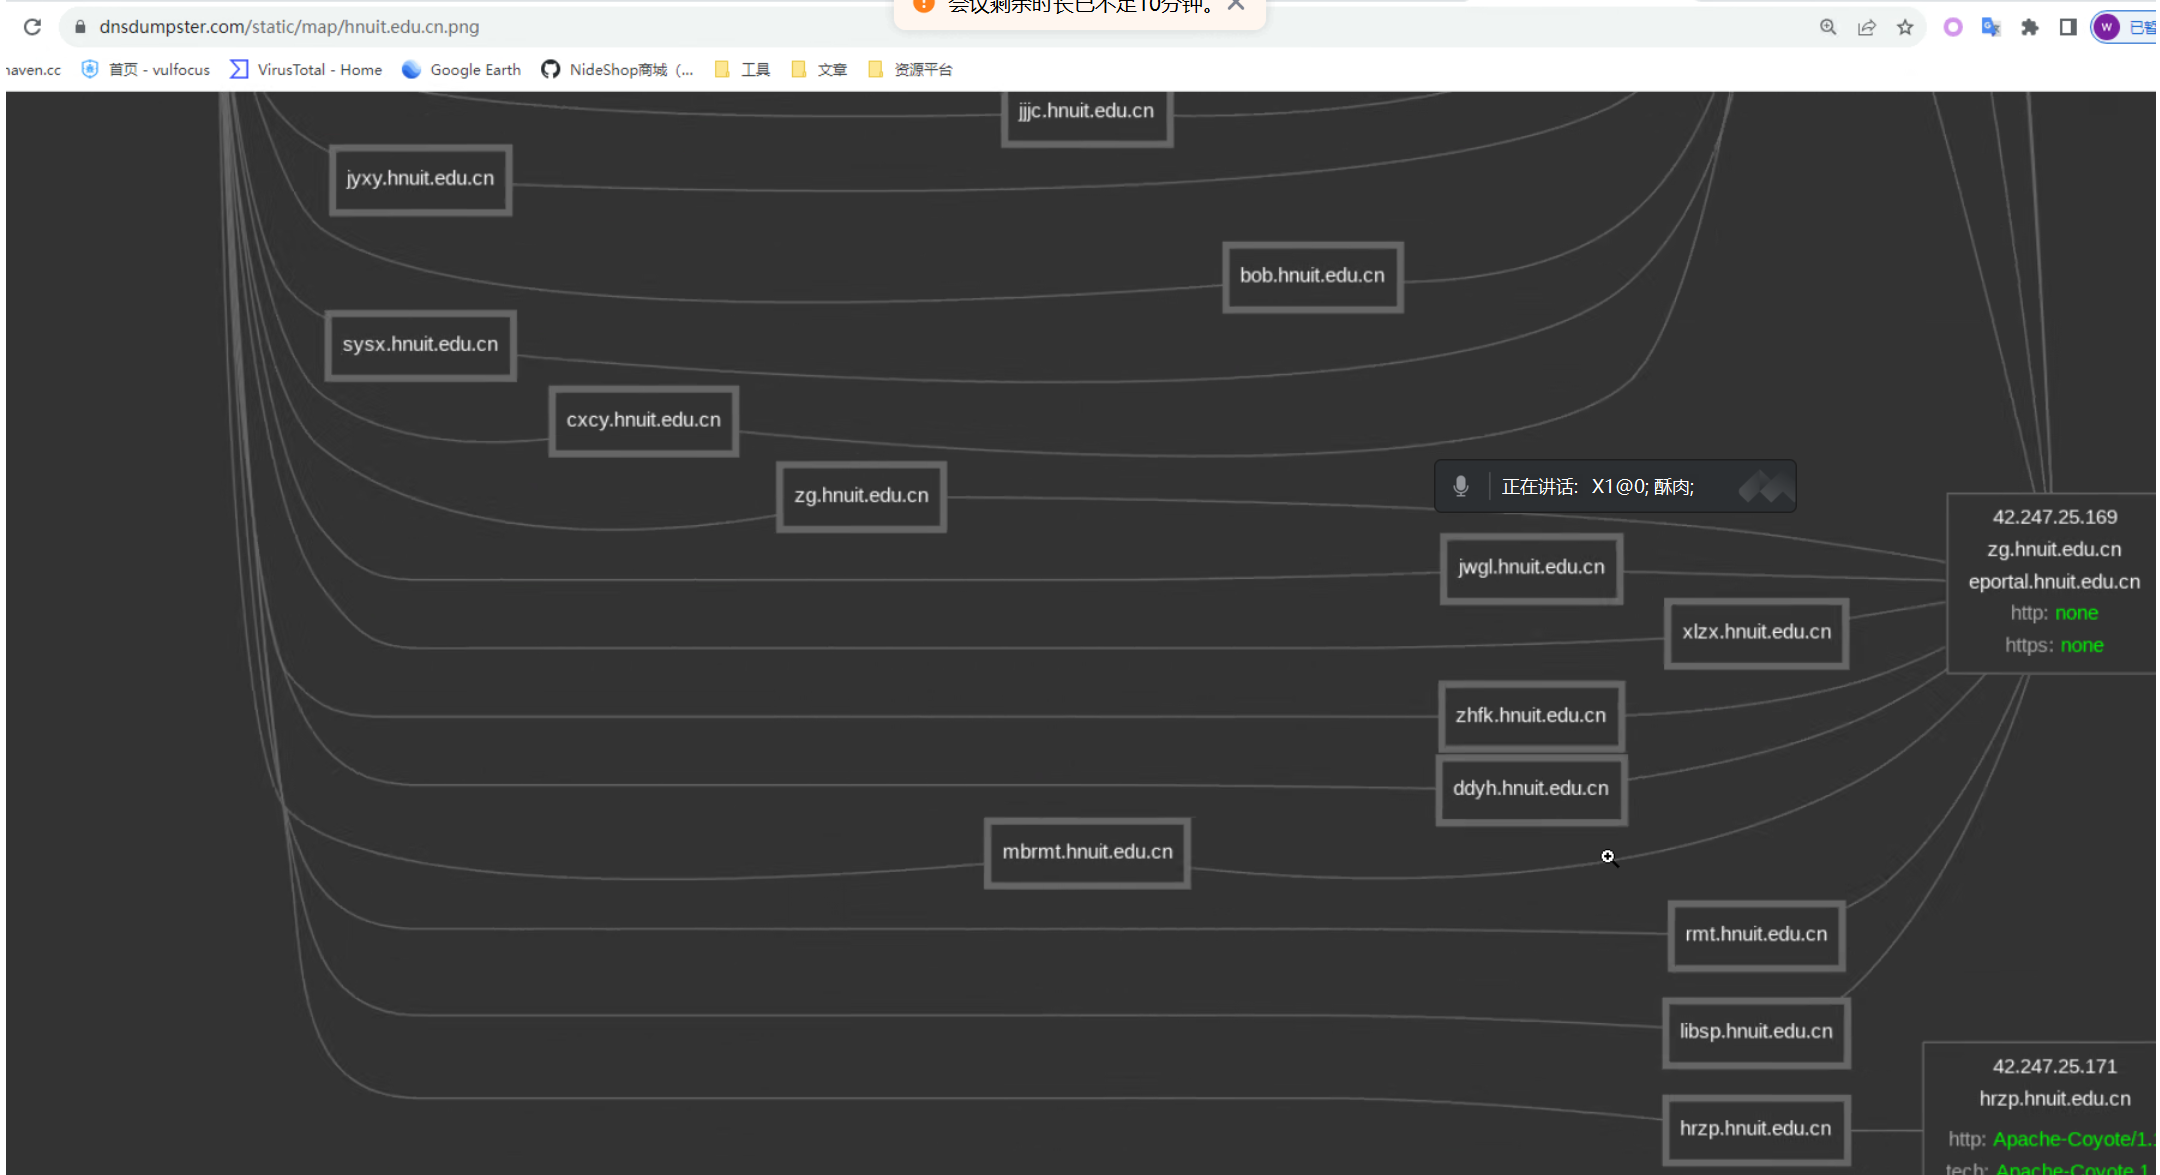 会议剩余时长已不足10分钟。
dnsdumpster.com/static/map/hnuit.edu.cn.png
W
已暂
haven.cc
首页 - vulfocus
VirusTotal - Home
Google Earth
NideShop商城（...
工具
文章
资源平台
jjjc.hnuit.edu.cn
jyxy.hnuit.edu.cn
bob.hnuit.edu.cn
sysx.hnuit.edu.cn
cxcy.hnuit.edu.cn
zg.hnuit.edu.cn
正在讲话: X1@0; 酥肉;
42.247.25.169
zg.hnuit.edu.cn
eportal.hnuit.edu.cn
http: none
https: none
jwgl.hnuit.edu.cn
xlzx.hnuit.edu.cn
zhfk.hnuit.edu.cn
ddyh.hnuit.edu.cn
mbrmt.hnuit.edu.cn
rmt.hnuit.edu.cn
libsp.hnuit.edu.cn
42.247.25.171
hrzp.hnuit.edu.cn
hrzp.hnuit.edu.cn
http: Apache-Coyote/1.
tech: Apache-Coyote 1